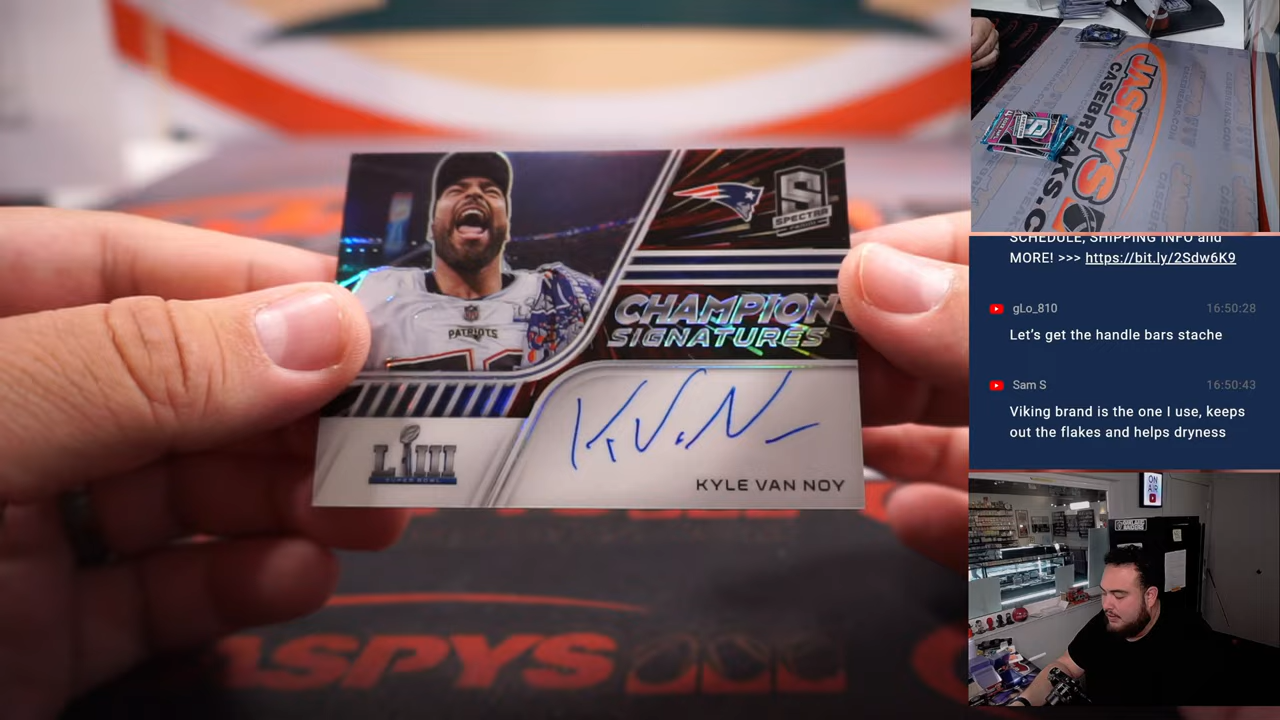 SPECTRA
CHAMPION
SIGNATURES
PATRIOTS
LIII
SUPER BOWL
KYLE VAN NOY
JASPYS
JASPYS
CASEBREAKS.C
SCHEDULE, SHIPPING INFO and
MORE! >>> https://bit.ly/2Sdw6K9
gLo_810 16:50:28
Let's get the handle bars stache
Sam S 16:50:43
Viking brand is the one I use, keeps
out the flakes and helps dryness
ON
AIR